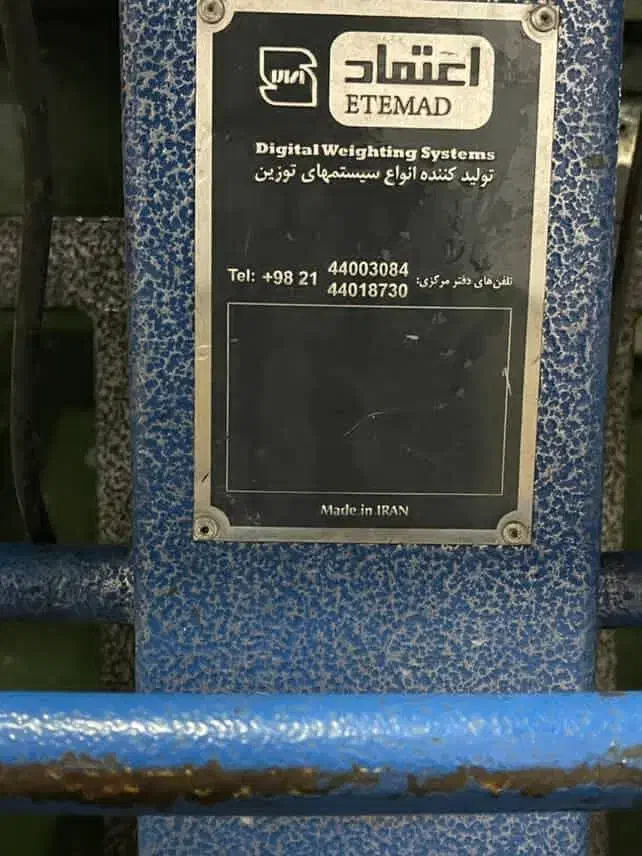 اعتماد
ETEMAD
Digital Weighting Systems
تولید کننده انواع سیستمهای توزین
Tel: +98 21 44003084 تلفن‌های دفتر مرکزی:
44018730
Made in IRAN